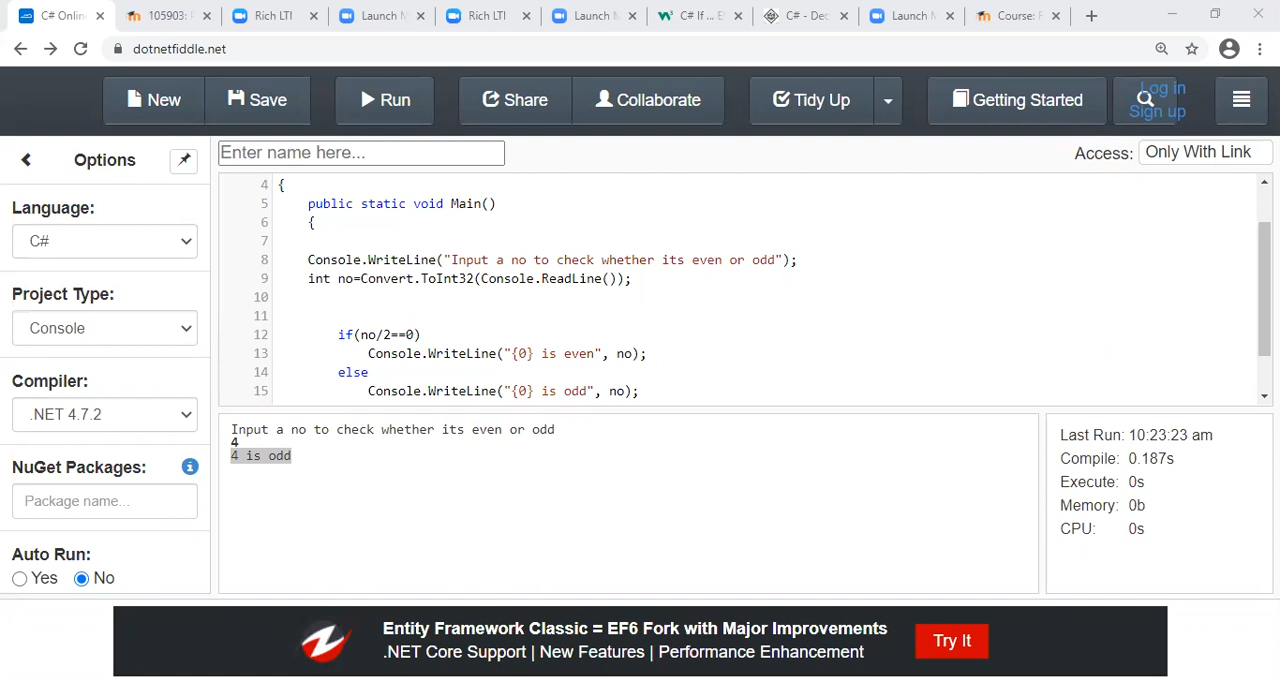 C# Onlin
105903: F
Rich LTI
Launch M
Rich LTI
Launch M
C# If ... E
C# - Dec
Launch M
Course: F
dotnetfiddle.net
New
Save
Run
Share
Collaborate
Tidy Up
Getting Started
Log in
Sign up
Options
Enter name here...
Access: Only With Link
Language:
C#
Project Type:
Console
Compiler:
.NET 4.7.2
NuGet Packages:
Package name...
Auto Run:
Yes No
4 {
5 public static void Main()
6 {
7
8 Console.WriteLine("Input a no to check whether its even or odd");
9 int no=Convert.ToInt32(Console.ReadLine());
10
11
12 if(no/2==0)
13 Console.WriteLine("{0} is even", no);
14 else
15 Console.WriteLine("{0} is odd", no);
Input a no to check whether its even or odd
4
4 is odd
Last Run: 10:23:23 am
Compile: 0.187s
Execute: 0s
Memory: 0b
CPU: 0s
Entity Framework Classic = EF6 Fork with Major Improvements
.NET Core Support | New Features | Performance Enhancement
Try It